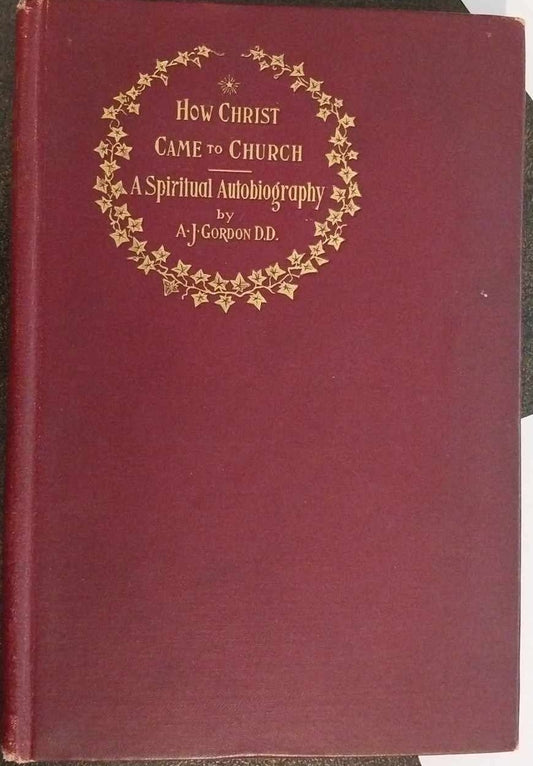 How Christ
Came to Church
A Spiritual Autobiography
by
A·J·Gordon D.D.